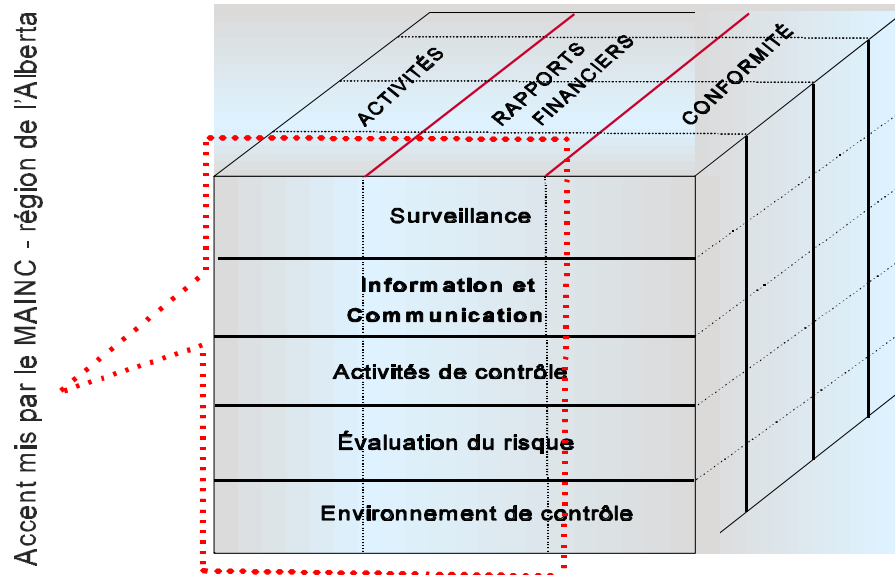 Accent mis par le MAINC - région de l'Alberta
ACTIVITÉS
RAPPORTS
FINANCIERS
CONFORMITÉ
Surveillance
Information et
Communication
Activités de contrôle
Évaluation du risque
Environnement de contrôle